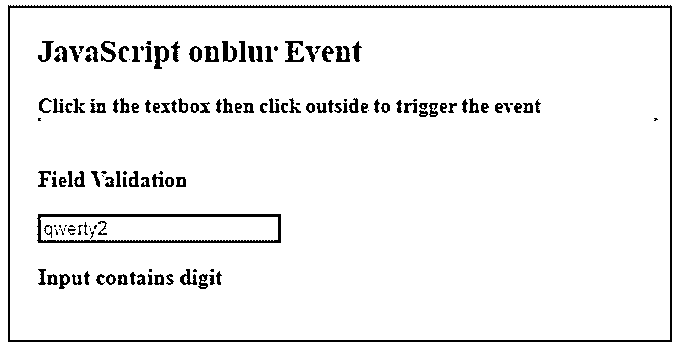 JavaScript onblur Event
Click in the textbox then click outside to trigger the event
Field Validation
qwerty2
Input contains digit